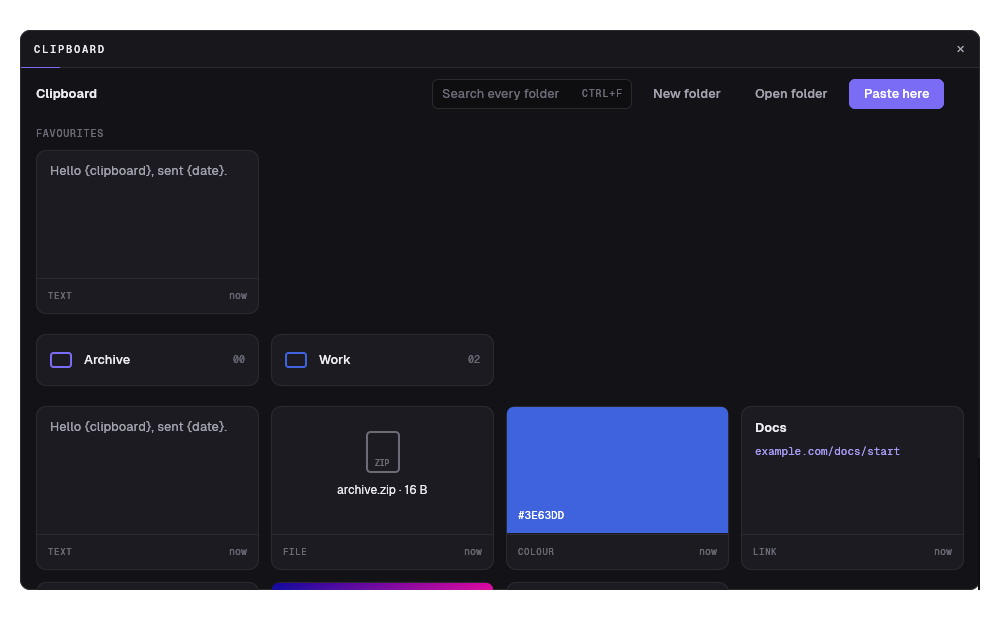 CLIPBOARD ×
Clipboard
Search every folder CTRL+F
New folder
Open folder
Paste here
FAVOURITES
Hello {clipboard}, sent {date}.
TEXT now
Archive 00
Work 02
Hello {clipboard}, sent {date}.
TEXT now
ZIP
archive.zip · 16 B
FILE now
#3E63DD
COLOUR now
Docs
example.com/docs/start
LINK now